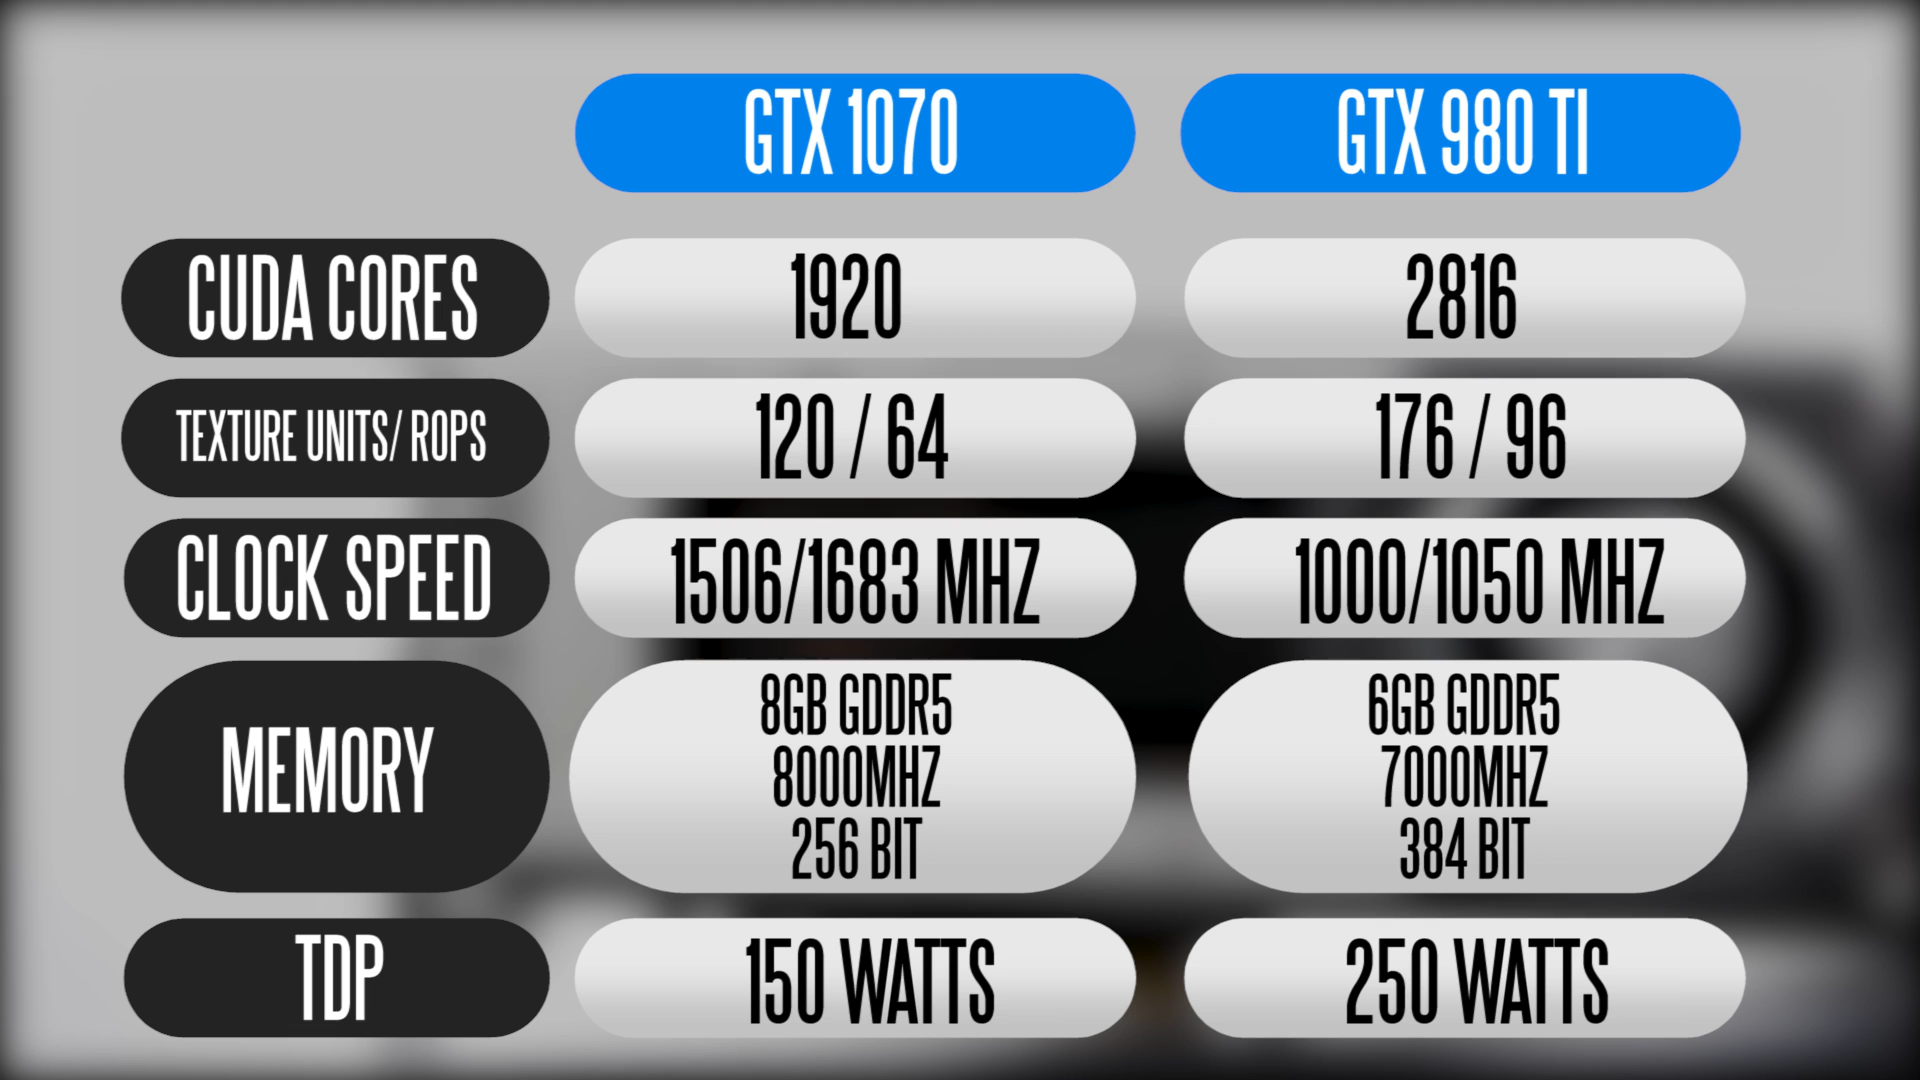 GTX 1070 GTX 980 TI
CUDA CORES 1920 2816
TEXTURE UNITS/ ROPS 120 / 64 176 / 96
CLOCK SPEED 1506/1683 MHZ 1000/1050 MHZ
MEMORY
8GB GDDR5
8000MHZ
256 BIT
6GB GDDR5
7000MHZ
384 BIT
TDP 150 WATTS 250 WATTS